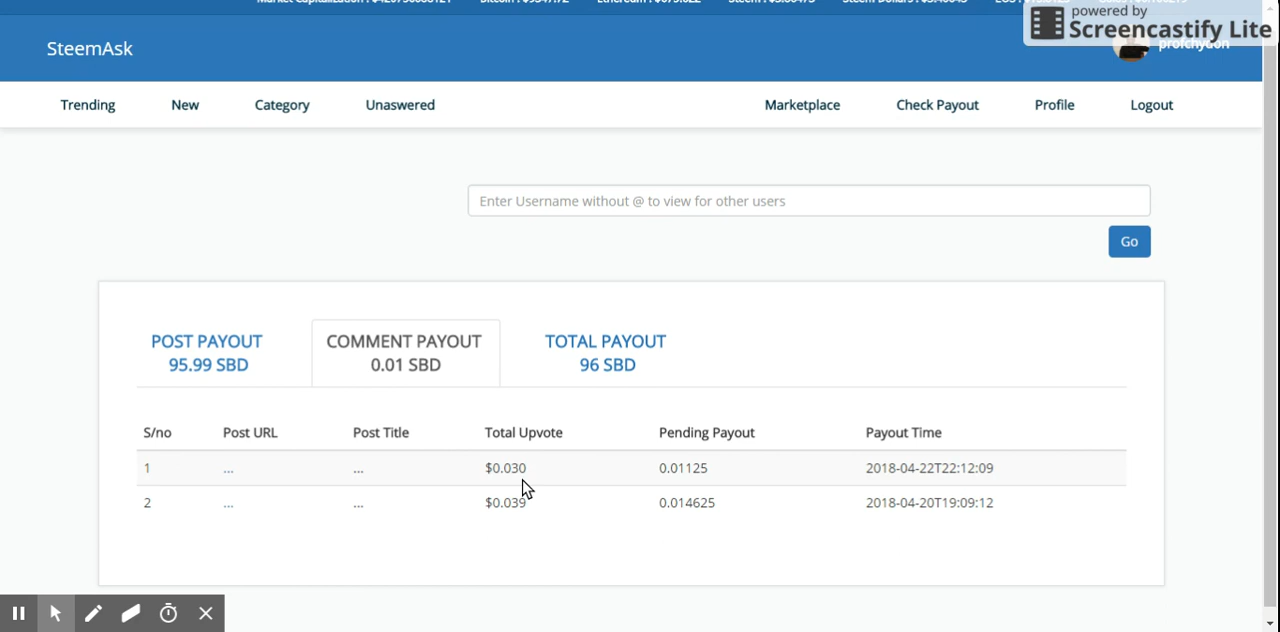 powered by
Screencastify Lite
SteemAsk
Trending New Category Unaswered Marketplace Check Payout Profile Logout
Enter Username without @ to view for other users
Go
POST PAYOUT
95.99 SBD
COMMENT PAYOUT
0.01 SBD
TOTAL PAYOUT
96 SBD
S/no Post URL Post Title Total Upvote Pending Payout Payout Time
1 ... ... $0.030 0.01125 2018-04-22T22:12:09
2 ... ... $0.039 0.014625 2018-04-20T19:09:12